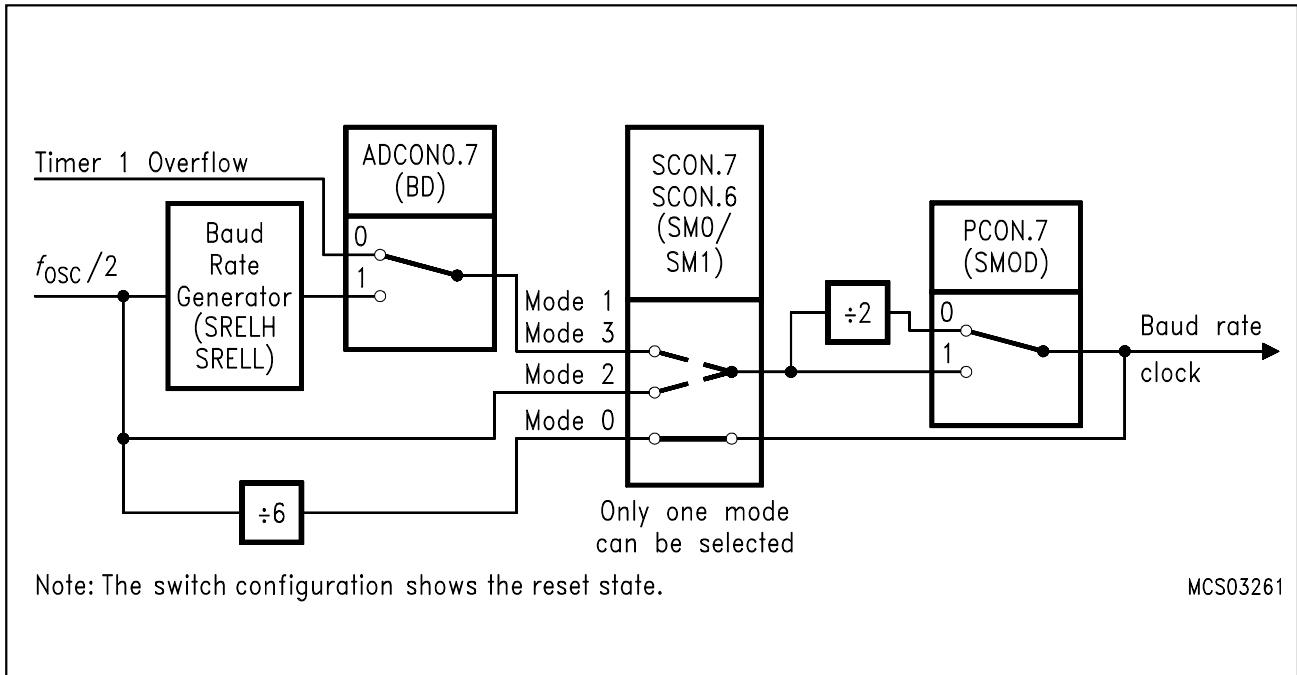 Timer 1 Overflow
ADCON0.7
(BD)
0
1
fOSC/2
Baud
Rate
Generator
(SRELH
SRELL)
SCON.7
SCON.6
(SM0/
SM1)
Mode 1
Mode 3
Mode 2
Mode 0
÷6
Only one mode
can be selected
÷2
PCON.7
(SMOD)
0
1
Baud rate
clock
Note: The switch configuration shows the reset state.
MCS03261